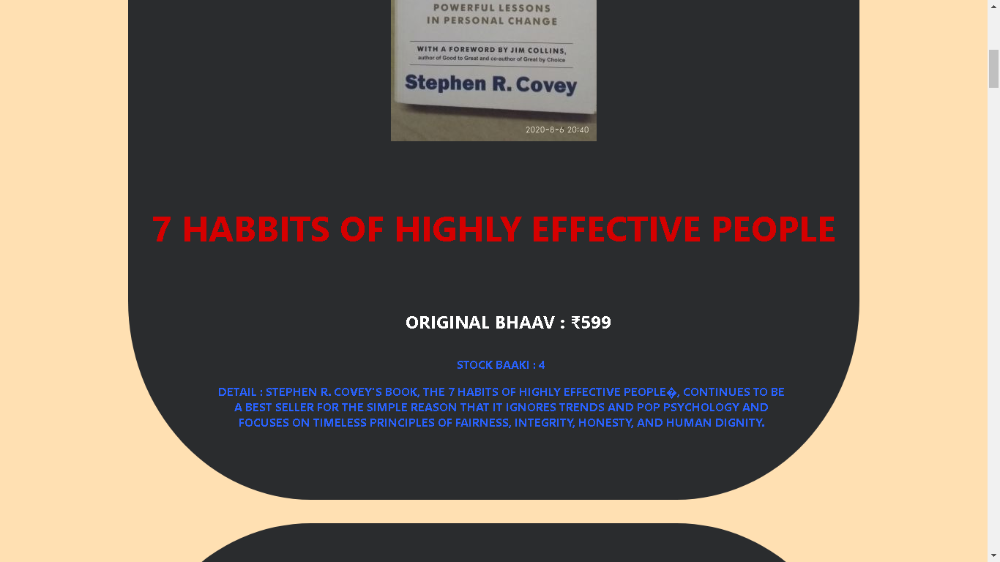 POWERFUL LESSONS
IN PERSONAL CHANGE
WITH A FOREWORD BY JIM COLLINS,
author of Good to Great and co-author of Great by Choice
Stephen R. Covey
2020-8-6 20:40
7 HABBITS OF HIGHLY EFFECTIVE PEOPLE
ORIGINAL BHAAV : ₹599
STOCK BAAKI : 4
DETAIL : STEPHEN R. COVEY'S BOOK, THE 7 HABITS OF HIGHLY EFFECTIVE PEOPLE�, CONTINUES TO BE
A BEST SELLER FOR THE SIMPLE REASON THAT IT IGNORES TRENDS AND POP PSYCHOLOGY AND
FOCUSES ON TIMELESS PRINCIPLES OF FAIRNESS, INTEGRITY, HONESTY, AND HUMAN DIGNITY.